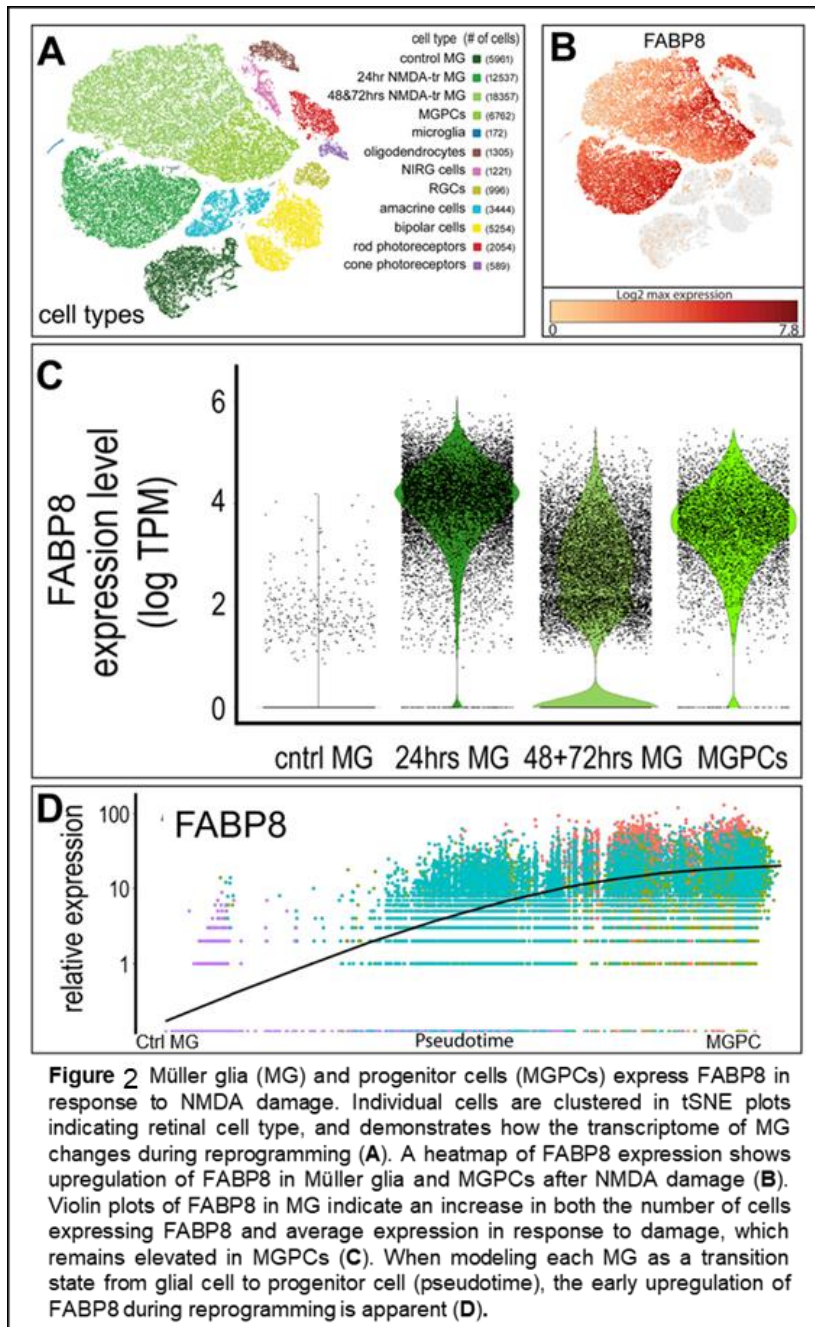 A
cell type (# of cells)
control MG (5961)
24hr NMDA-tr MG (12537)
48&72hrs NMDA-tr MG (18357)
MGPCs (6762)
microglia (172)
oligodendrocytes (1305)
NIRG cells (1221)
RGCs (996)
amacrine cells (3444)
bipolar cells (5254)
rod photoreceptors (2054)
cone photoreceptors (589)
cell types
B
FABP8
Log2 max expression
0 7.8
C
FABP8
expression level
(log TPM)
6
4
2
0
cntrl MG 24hrs MG 48+72hrs MG MGPCs
D
FABP8
relative expression
100
10
1
Ctrl MG Pseudotime MGPC
Figure 2 Müller glia (MG) and progenitor cells (MGPCs) express FABP8 in
response to NMDA damage. Individual cells are clustered in tSNE plots
indicating retinal cell type, and demonstrates how the transcriptome of MG
changes during reprogramming (A). A heatmap of FABP8 expression shows
upregulation of FABP8 in Müller glia and MGPCs after NMDA damage (B).
Violin plots of FABP8 in MG indicate an increase in both the number of cells
expressing FABP8 and average expression in response to damage, which
remains elevated in MGPCs (C). When modeling each MG as a transition
state from glial cell to progenitor cell (pseudotime), the early upregulation of
FABP8 during reprogramming is apparent (D).